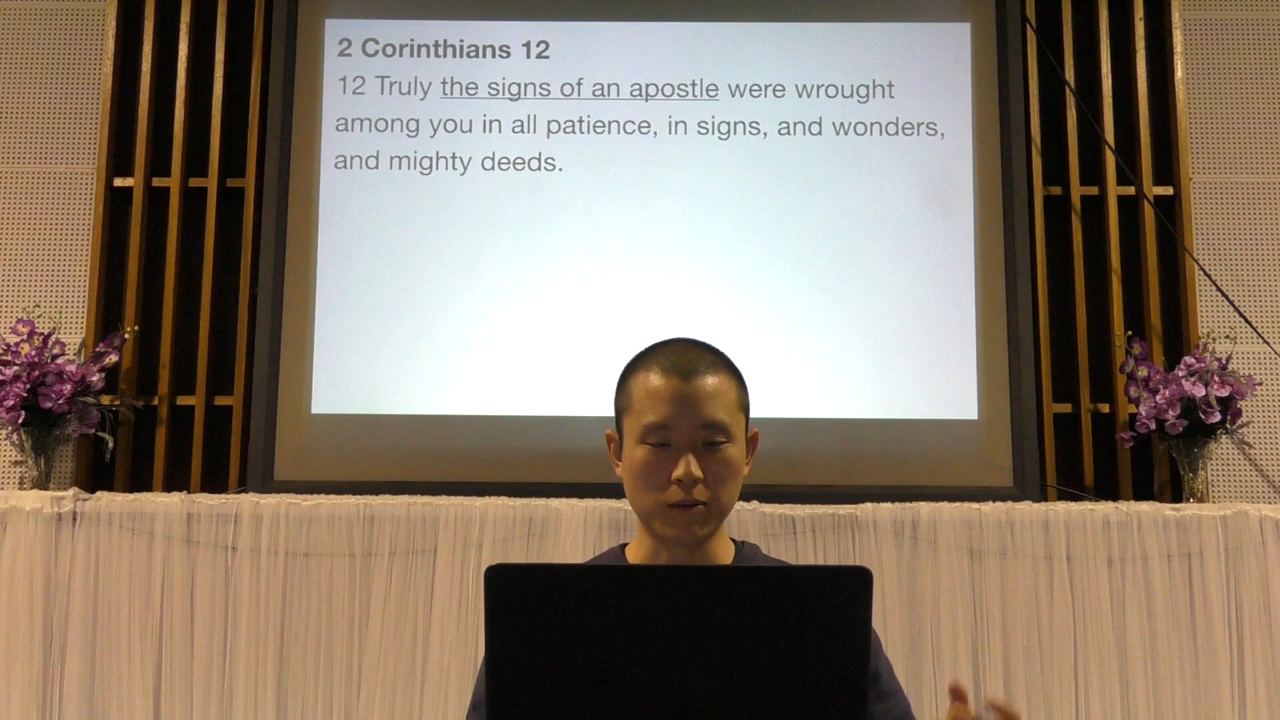 2 Corinthians 12
12 Truly the signs of an apostle were wrought
among you in all patience, in signs, and wonders,
and mighty deeds.